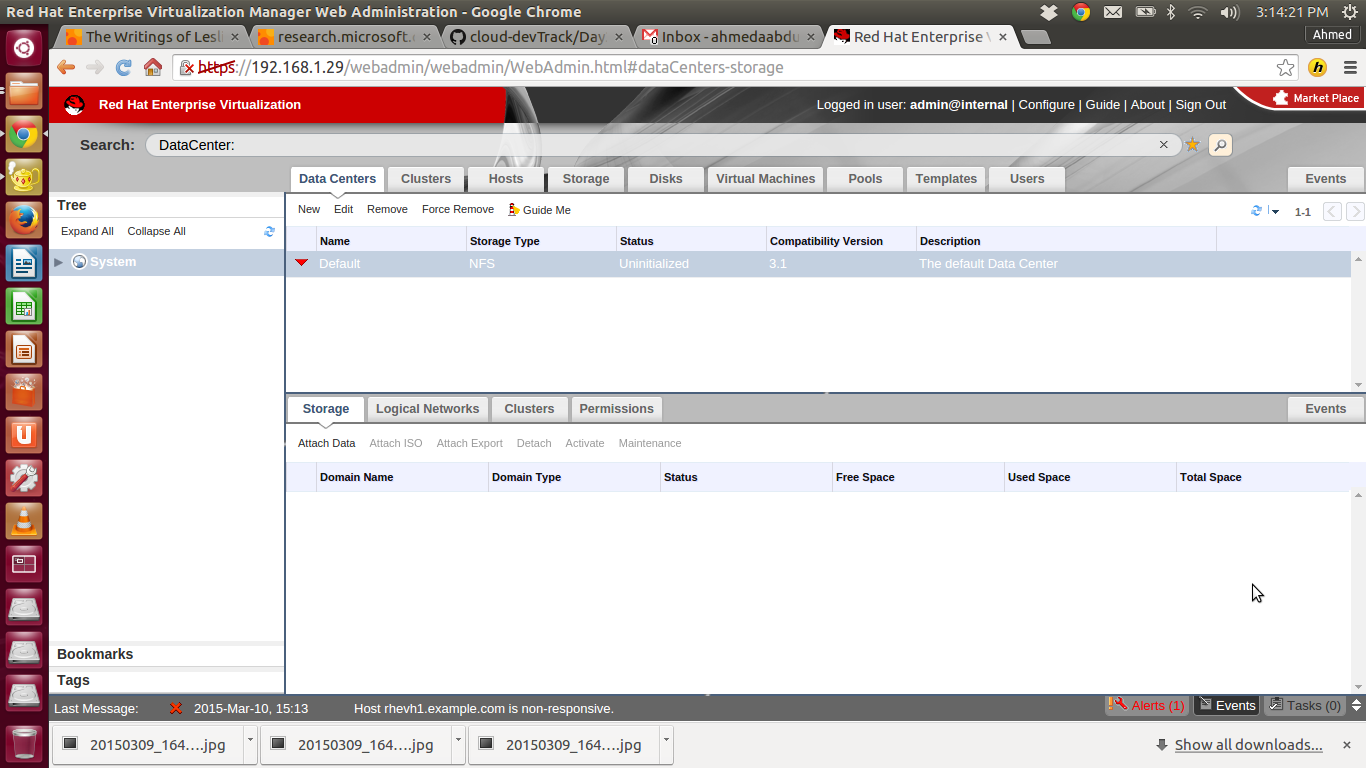 Red Hat Enterprise Virtualization Manager Web Administration - Google Chrome
3:14:21 PM
The Writings of Lesli
research.microsoft.c
cloud-devTrack/Day
Inbox - ahmedaabdu
Red Hat Enterprise V
Ahmed
https://192.168.1.29/webadmin/webadmin/WebAdmin.html#dataCenters-storage
Red Hat Enterprise Virtualization
Logged in user: admin@internal | Configure | Guide | About | Sign Out
Market Place
Search: DataCenter:
Data Centers Clusters Hosts Storage Disks Virtual Machines Pools Templates Users Events
Tree
Expand All Collapse All
System
New Edit Remove Force Remove Guide Me
1-1
Name Storage Type Status Compatibility Version Description
Default NFS Uninitialized 3.1 The default Data Center
Storage Logical Networks Clusters Permissions Events
Attach Data Attach ISO Attach Export Detach Activate Maintenance
Domain Name Domain Type Status Free Space Used Space Total Space
Bookmarks
Tags
Last Message: 2015-Mar-10, 15:13 Host rhevh1.example.com is non-responsive.
Alerts (1) Events Tasks (0)
20150309_164....jpg 20150309_164....jpg 20150309_164....jpg
Show all downloads...